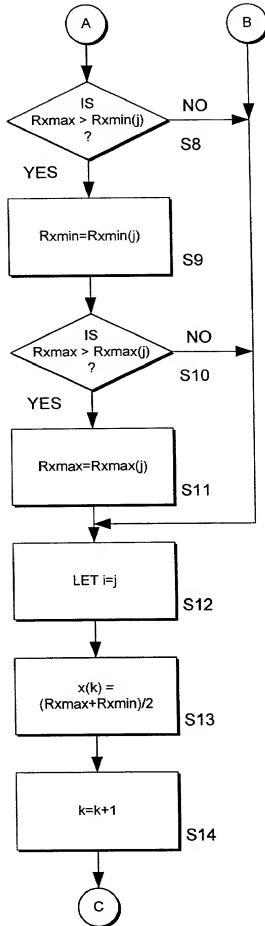 A
B
IS
Rxmax > Rxmin(j)
?
NO
S8
YES
Rxmin=Rxmin(j)
S9
IS
Rxmax > Rxmax(j)
?
NO
S10
YES
Rxmax=Rxmax(j)
S11
LET i=j
S12
x(k) =
(Rxmax+Rxmin)/2
S13
k=k+1
S14
C